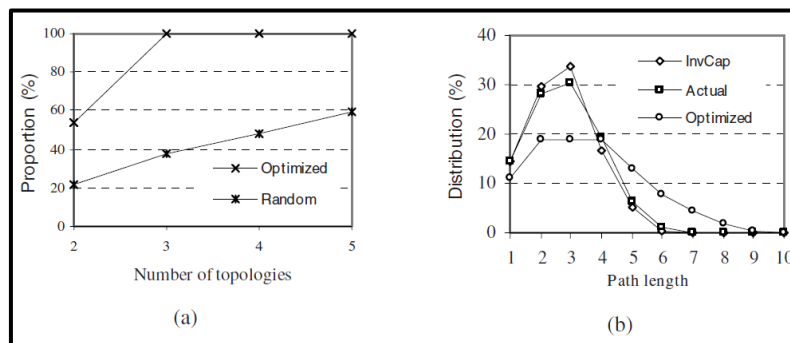 Proportion (%)
100
80
60
40
20
0
2
3
4
5
Number of topologies
Optimized
Random
(a)
Distribution (%)
40
30
20
10
0
1
2
3
4
5
6
7
8
9
10
Path length
InvCap
Actual
Optimized
(b)